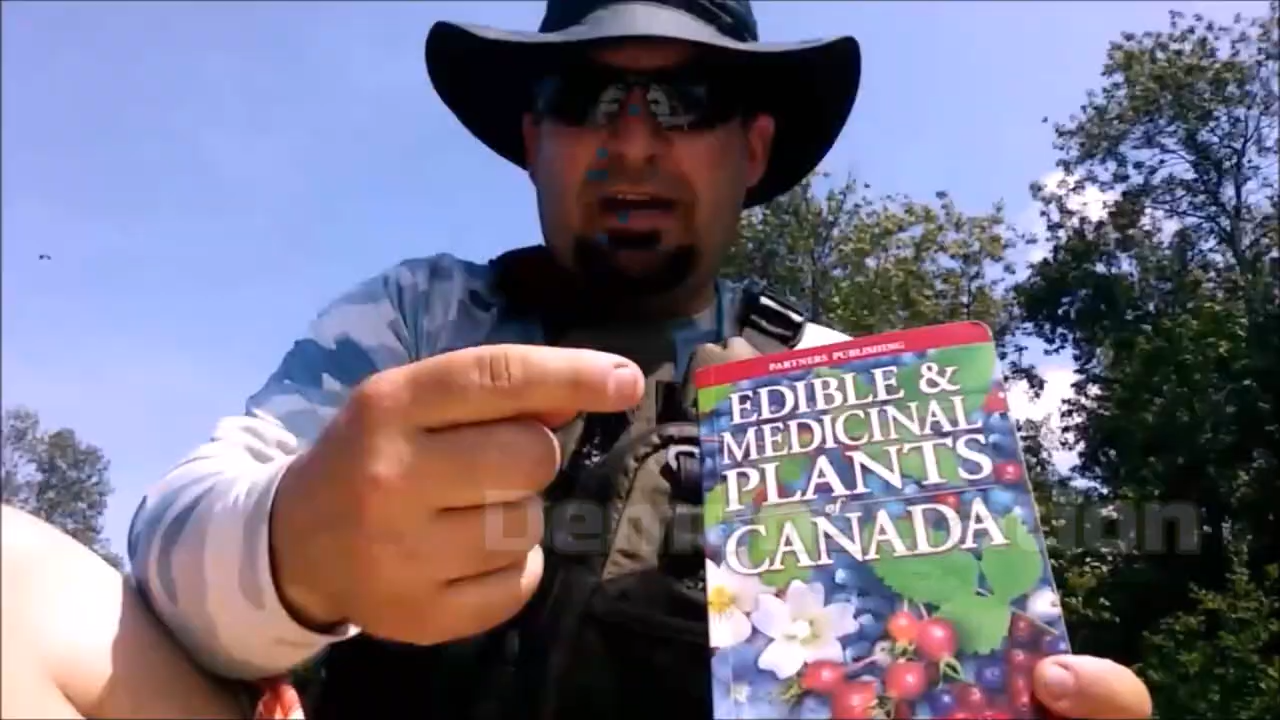 PARTNERS PUBLISHING
EDIBLE &
MEDICINAL
PLANTS
of
CANADA